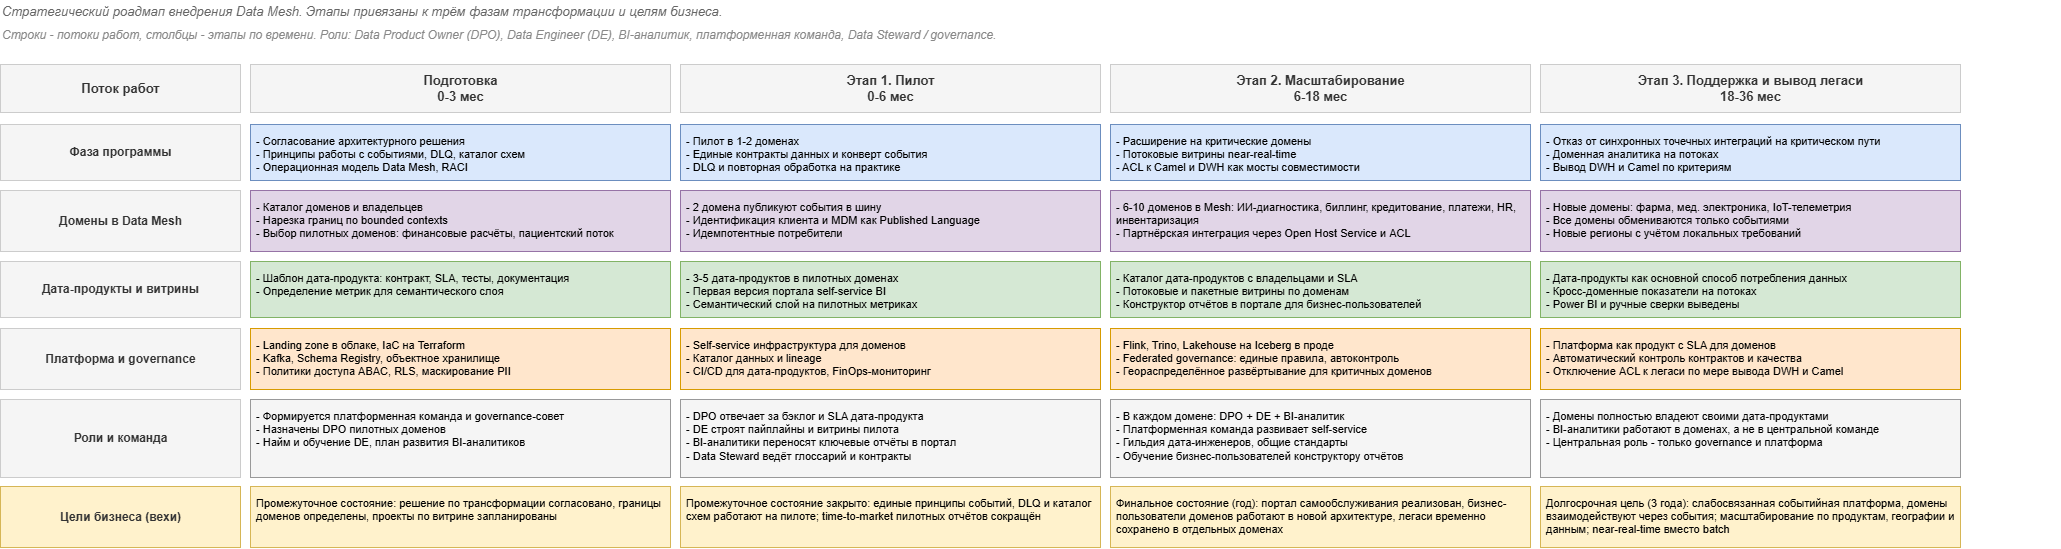 Стратегический роадмап внедрения Data Mesh. Этапы привязаны к трём фазам трансформации и целям бизнеса.
Строки - потоки работ, столбцы - этапы по времени. Роли: Data Product Owner (DPO), Data Engineer (DE), BI-аналитик, платформенная команда, Data Steward / governance.
Поток работ
Подготовка
0-3 мес
Этап 1. Пилот
0-6 мес
Этап 2. Масштабирование
6-18 мес
Этап 3. Поддержка и вывод легаси
18-36 мес
Фаза программы
- Согласование архитектурного решения
- Принципы работы с событиями, DLQ, каталог схем
- Операционная модель Data Mesh, RACI
- Пилот в 1-2 доменах
- Единые контракты данных и конверт события
- DLQ и повторная обработка на практике
- Расширение на критические домены
- Потоковые витрины near-real-time
- ACL к Camel и DWH как мосты совместимости
- Отказ от синхронных точечных интеграций на критическом пути
- Доменная аналитика на потоках
- Вывод DWH и Camel по критериям
Домены в Data Mesh
- Каталог доменов и владельцев
- Нарезка границ по bounded contexts
- Выбор пилотных доменов: финансовые расчёты, пациентский поток
- 2 домена публикуют события в шину
- Идентификация клиента и MDM как Published Language
- Идемпотентные потребители
- 6-10 доменов в Mesh: ИИ-диагностика, биллинг, кредитование, платежи, HR,
инвентаризация
- Партнёрская интеграция через Open Host Service и ACL
- Новые домены: фарма, мед. электроника, IoT-телеметрия
- Все домены обмениваются только событиями
- Новые регионы с учётом локальных требований
Дата-продукты и витрины
- Шаблон дата-продукта: контракт, SLA, тесты, документация
- Определение метрик для семантического слоя
- 3-5 дата-продуктов в пилотных доменах
- Первая версия портала self-service BI
- Семантический слой на пилотных метриках
- Каталог дата-продуктов с владельцами и SLA
- Потоковые и пакетные витрины по доменам
- Конструктор отчётов в портале для бизнес-пользователей
- Дата-продукты как основной способ потребления данных
- Кросс-доменные показатели на потоках
- Power BI и ручные сверки выведены
Платформа и governance
- Landing zone в облаке, IaC на Terraform
- Kafka, Schema Registry, объектное хранилище
- Политики доступа ABAC, RLS, маскирование PII
- Self-service инфраструктура для доменов
- Каталог данных и lineage
- CI/CD для дата-продуктов, FinOps-мониторинг
- Flink, Trino, Lakehouse на Iceberg в проде
- Federated governance: единые правила, автоконтроль
- Геораспределённое развёртывание для критичных доменов
- Платформа как продукт с SLA для доменов
- Автоматический контроль контрактов и качества
- Отключение ACL к легаси по мере вывода DWH и Camel
Роли и команда
- Формируется платформенная команда и governance-совет
- Назначены DPO пилотных доменов
- Найм и обучение DE, план развития BI-аналитиков
- DPO отвечает за бэклог и SLA дата-продукта
- DE строят пайплайны и витрины пилота
- BI-аналитики переносят ключевые отчёты в портал
- Data Steward ведёт глоссарий и контракты
- В каждом домене: DPO + DE + BI-аналитик
- Платформенная команда развивает self-service
- Гильдия дата-инженеров, общие стандарты
- Обучение бизнес-пользователей конструктору отчётов
- Домены полностью владеют своими дата-продуктами
- BI-аналитики работают в доменах, а не в центральной команде
- Центральная роль - только governance и платформа
Цели бизнеса (вехи)
Промежуточное состояние: решение по трансформации согласовано, границы
доменов определены, проекты по витрине запланированы
Промежуточное состояние закрыто: единые принципы событий, DLQ и каталог
схем работают на пилоте; time-to-market пилотных отчётов сокращён
Финальное состояние (год): портал самообслуживания реализован, бизнес-
пользователи доменов работают в новой архитектуре, легаси временно
сохранено в отдельных доменах
Долгосрочная цель (3 года): слабосвязанная событийная платформа, домены
взаимодействуют через события; масштабирование по продуктам, географии и
данным; near-real-time вместо batch